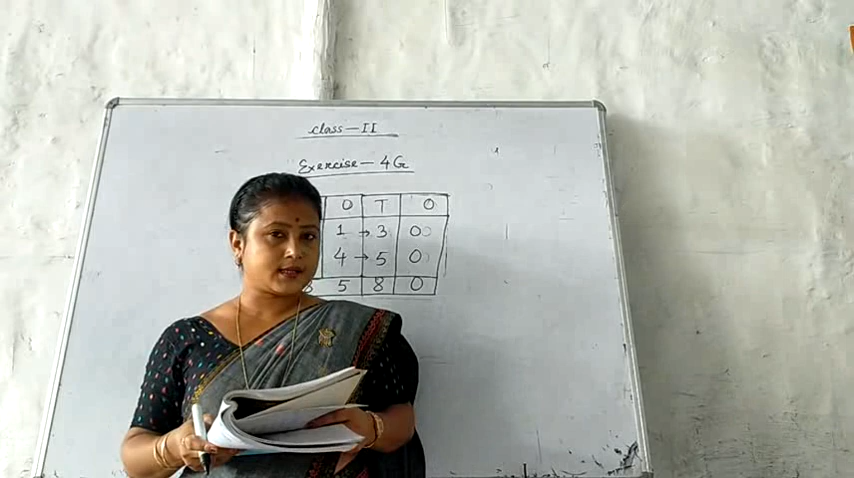 Class - II
Exercise - 4G
O T O
1 → 3 0
4 → 5 0
5 8 0